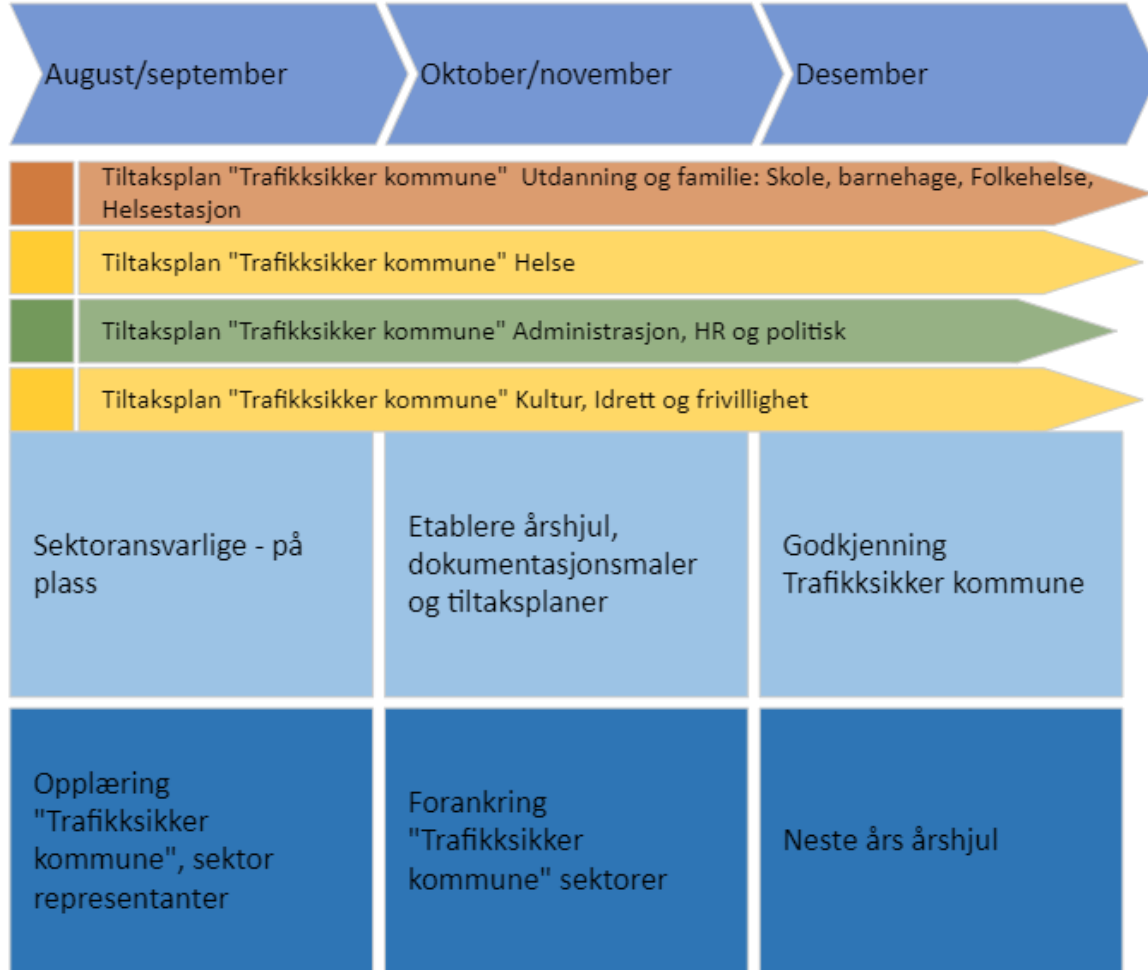 August/september
Oktober/november
Desember
Tiltaksplan "Trafikksikker kommune" Utdanning og familie: Skole, barnehage, Folkehelse,
Helsestasjon
Tiltaksplan "Trafikksikker kommune" Helse
Tiltaksplan "Trafikksikker kommune" Administrasjon, HR og politisk
Tiltaksplan "Trafikksikker kommune" Kultur, Idrett og frivillighet
Sektoransvarlige - på
plass
Etablere årshjul,
dokumentasjonsmaler
og tiltaksplaner
Godkjenning
Trafikksikker kommune
Opplæring
"Trafikksikker
kommune", sektor
representanter
Forankring
"Trafikksikker
kommune" sektorer
Neste års årshjul